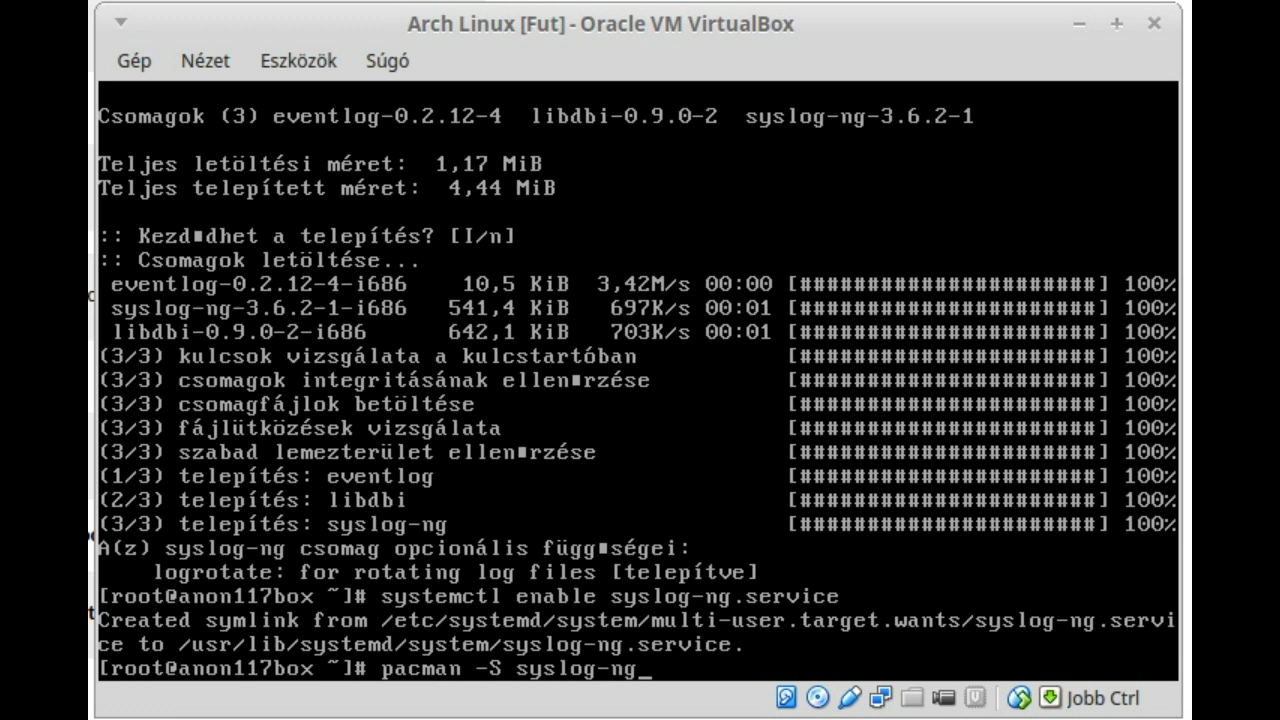 Arch Linux [Fut] - Oracle VM VirtualBox
Gép Nézet Eszközök Súgó
Csomagok (3) eventlog-0.2.12-4 libdbi-0.9.0-2 syslog-ng-3.6.2-1
Teljes letöltési méret: 1,17 MiB
Teljes telepített méret: 4,44 MiB
:: Kezd■dhet a telepítés? [I/n]
:: Csomagok letöltése...
eventlog-0.2.12-4-i686 10,5 KiB 3,42M/s 00:00 [######################] 100%
syslog-ng-3.6.2-1-i686 541,4 KiB 697K/s 00:01 [######################] 100%
libdbi-0.9.0-2-i686 642,1 KiB 703K/s 00:01 [######################] 100%
(3/3) kulcsok vizsgálata a kulcstartóban [######################] 100%
(3/3) csomagok integritásának ellen■rzése [######################] 100%
(3/3) csomagfájlok betöltése [######################] 100%
(3/3) fájlütközések vizsgálata [######################] 100%
(3/3) szabad lemezterület ellen■rzése [######################] 100%
(1/3) telepítés: eventlog [######################] 100%
(2/3) telepítés: libdbi [######################] 100%
(3/3) telepítés: syslog-ng [######################] 100%
A(z) syslog-ng csomag opcionális függ■ségei:
logrotate: for rotating log files [telepítve]
[root@anon117box ~]# systemctl enable syslog-ng.service
Created symlink from /etc/systemd/system/multi-user.target.wants/syslog-ng.servi
ce to /usr/lib/systemd/system/syslog-ng.service.
[root@anon117box ~]# pacman -S syslog-ng_
Jobb Ctrl